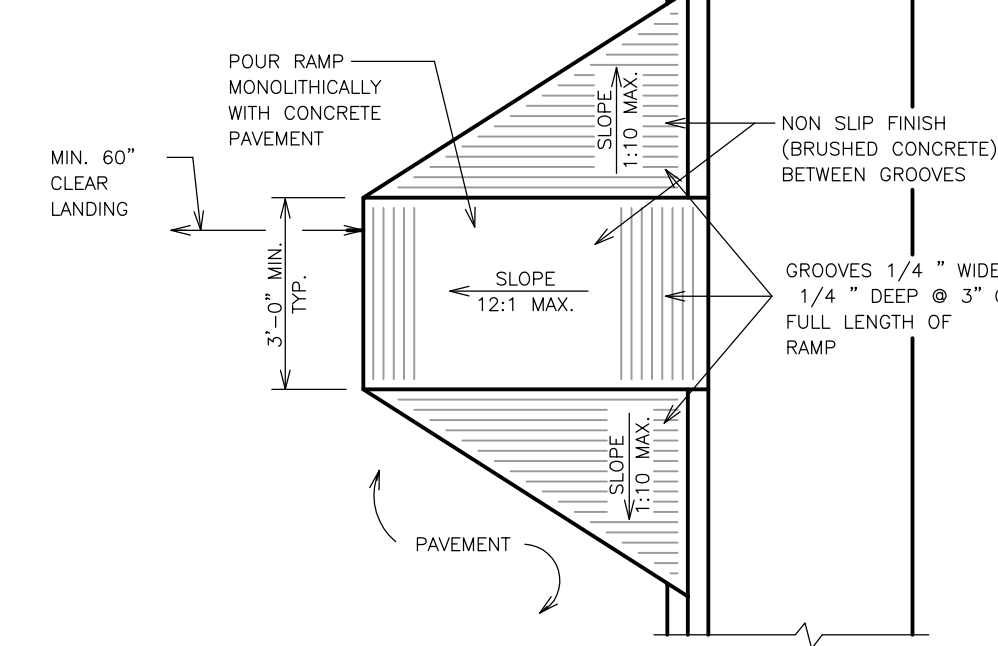 POUR RAMP
MONOLITHICALLY
WITH CONCRETE
PAVEMENT
MIN. 60”
CLEAR
LANDING
3’–0” MIN.
TYP.
SLOPE
1:10 MAX.
SLOPE
12:1 MAX.
SLOPE
1:10 MAX.
NON SLIP FINISH
(BRUSHED CONCRETE)
BETWEEN GROOVES
GROOVES 1/4 ” WIDE
1/4 ” DEEP @ 3”
FULL LENGTH OF
RAMP
PAVEMENT